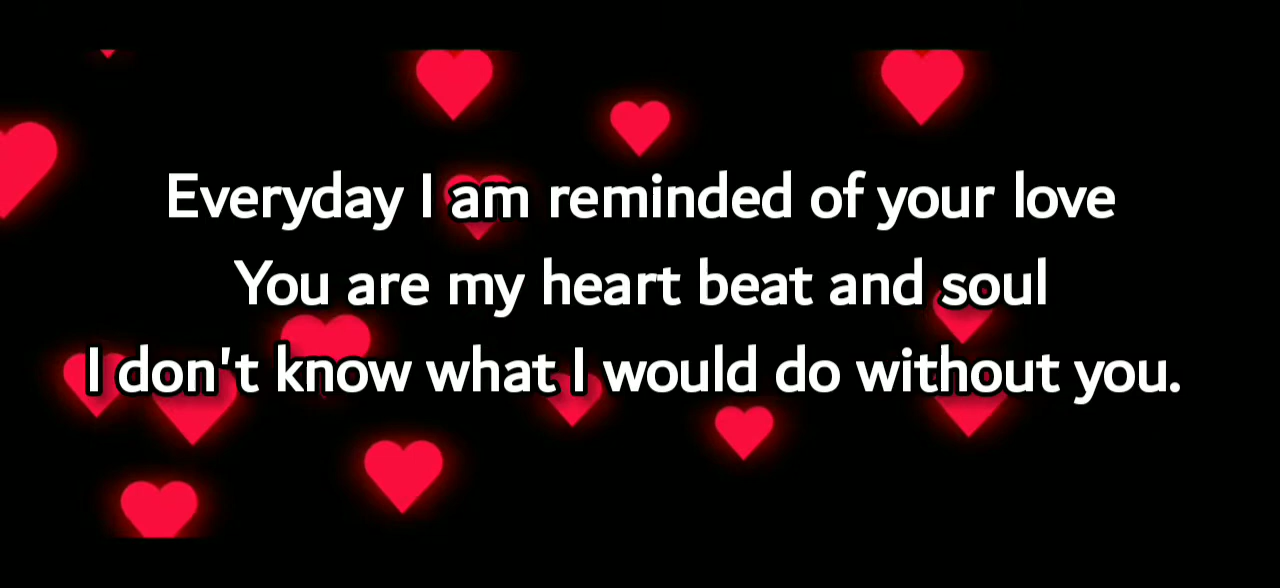 Everyday I am reminded of your love
You are my heart beat and soul
I don't know what I would do without you.